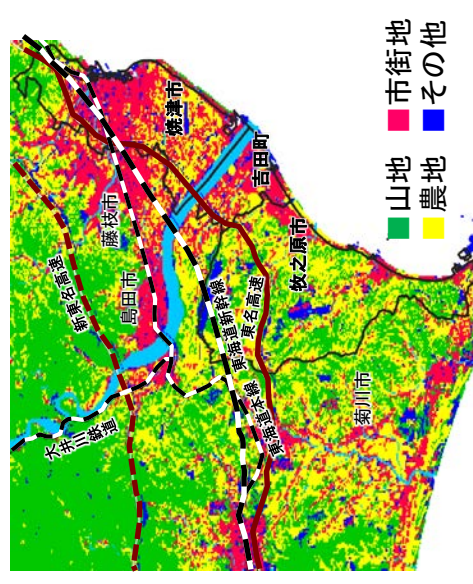 新東名高速
藤枝市
焼津市
島田市
吉田町
大井川鐵道
東海道新幹線
東名高速
牧之原市
東海道本線
菊川市
山地
市街地
農地
その他